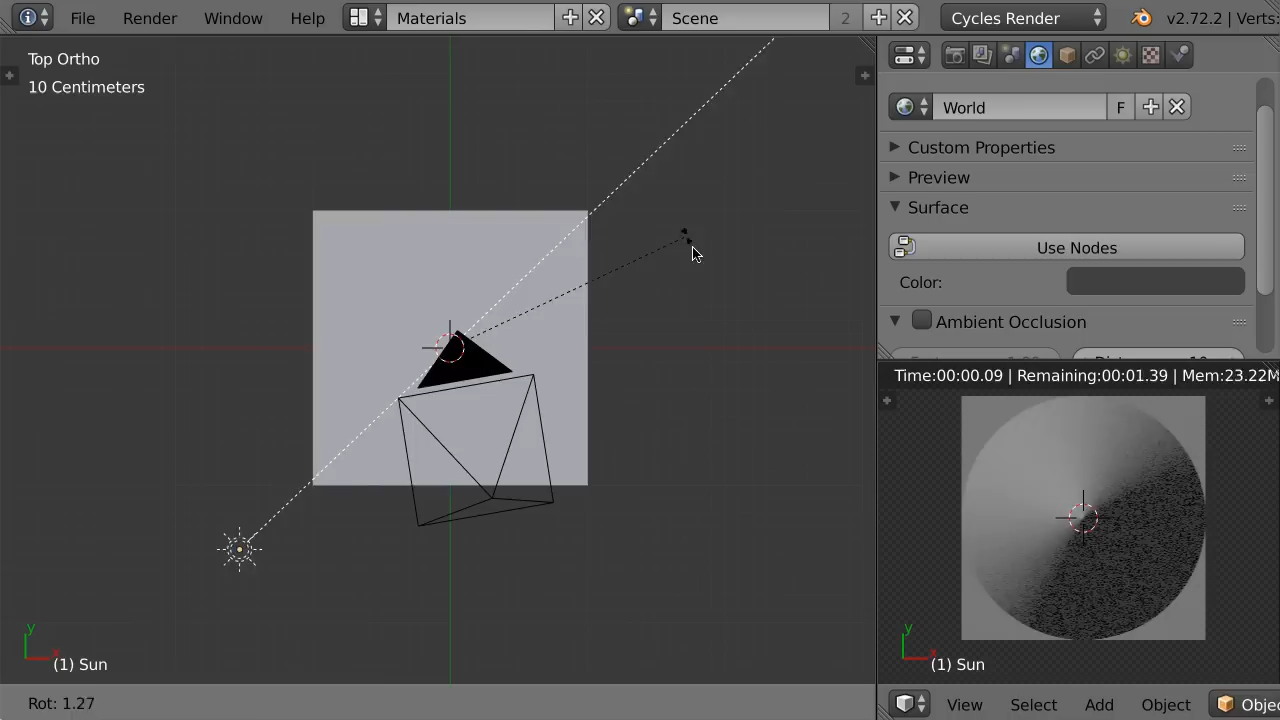 File Render Window Help Materials Scene 2 Cycles Render v2.72.2 | Verts:
Top Ortho
10 Centimeters
World F
Custom Properties
Preview
Surface
Use Nodes
Color:
Ambient Occlusion
Time:00:00.09 | Remaining:00:01.39 | Mem:23.22M
y
x
(1) Sun
y
(1) Sun
Rot: 1.27
View Select Add Object Objec